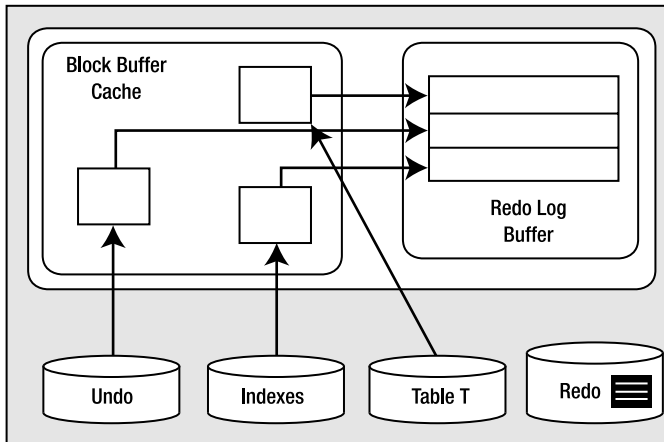 Block Buffer
Cache
Redo Log
Buffer
Undo
Indexes
Table T
Redo